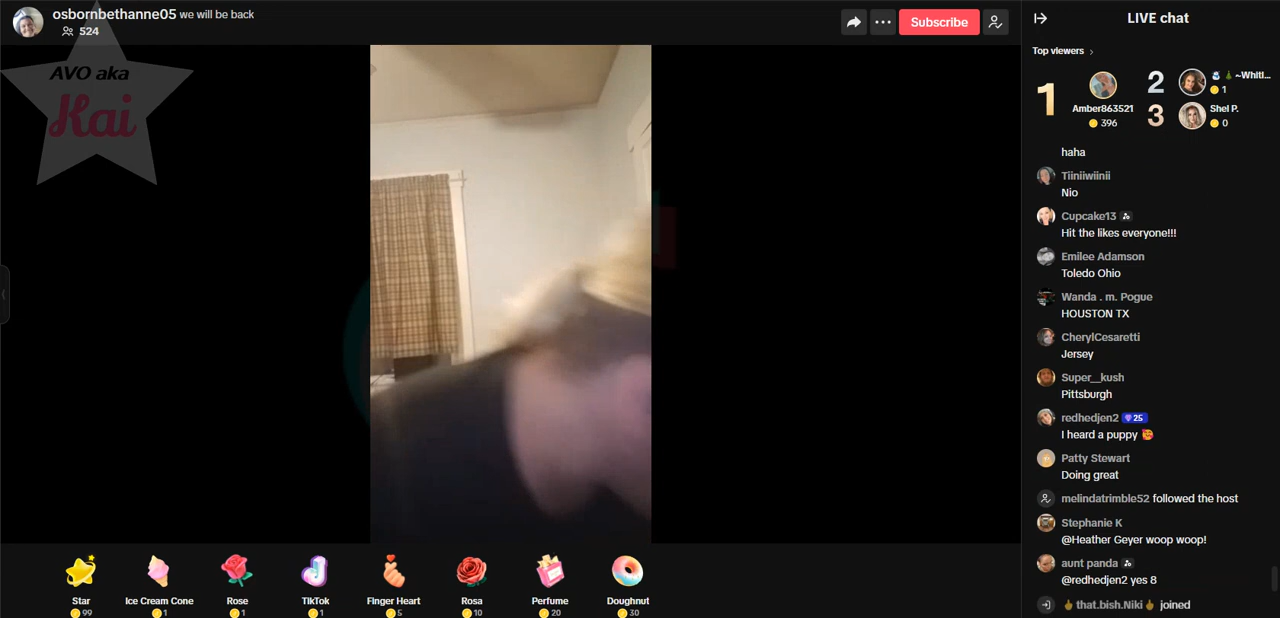 osbornbethanne05 we will be back
524
Subscribe
AVO aka
Kai
LIVE chat
Top viewers
1
Amber863521
396
2
~Whitl...
1
3
Shel P.
0
haha
Tiiniiwiinii
Nio
Cupcake13
Hit the likes everyone!!!
Emilee Adamson
Toledo Ohio
Wanda . m. Pogue
HOUSTON TX
CherylCesaretti
Jersey
Super__kush
Pittsburgh
redhedjen2 25
I heard a puppy 🥰
Patty Stewart
Doing great
melindatrimble52 followed the host
Stephanie K
@Heather Geyer woop woop!
aunt panda
@redhedjen2 yes 8
that.bish.Niki joined
Star
99
Ice Cream Cone
1
Rose
1
TikTok
1
Finger Heart
5
Rosa
10
Perfume
20
Doughnut
30